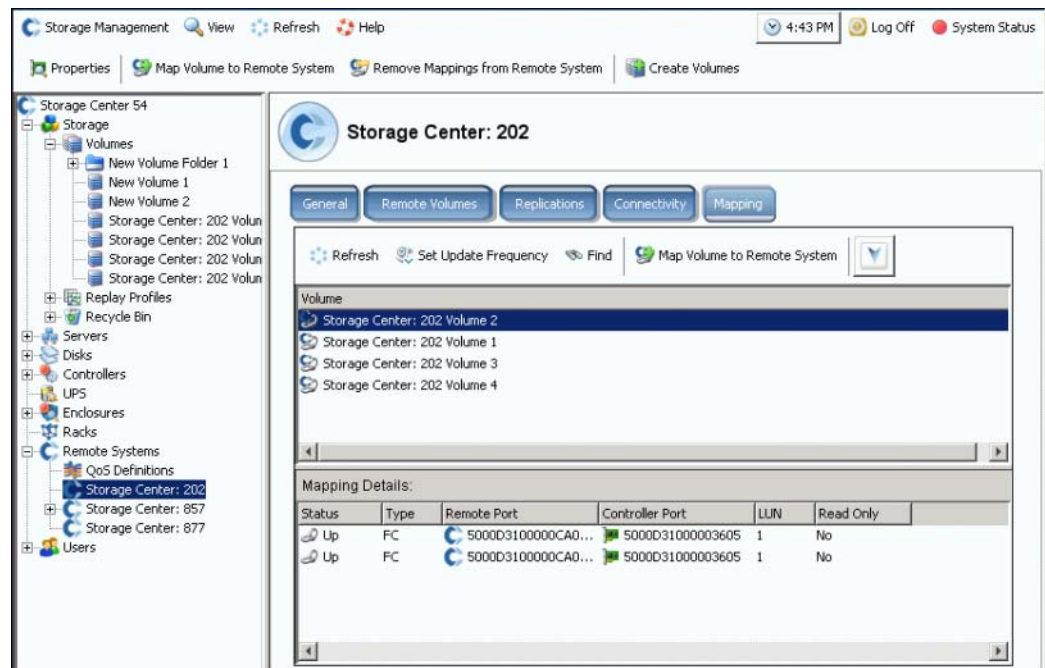 Storage Management View Refresh Help 4:43 PM Log Off System Status
Properties Map Volume to Remote System Remove Mappings from Remote System Create Volumes
Storage Center 54
Storage
Volumes
New Volume Folder 1
New Volume 1
New Volume 2
Storage Center: 202 Volun
Storage Center: 202 Volun
Storage Center: 202 Volun
Storage Center: 202 Volun
Replay Profiles
Recycle Bin
Servers
Disks
Controllers
UPS
Enclosures
Racks
Remote Systems
QoS Definitions
Storage Center: 202
Storage Center: 857
Storage Center: 877
Users
Storage Center: 202
General Remote Volumes Replications Connectivity Mapping
Refresh Set Update Frequency Find Map Volume to Remote System
Volume
Storage Center: 202 Volume 2
Storage Center: 202 Volume 1
Storage Center: 202 Volume 3
Storage Center: 202 Volume 4
Mapping Details:
Status Type Remote Port Controller Port LUN Read Only
Up FC 5000D3100000CA0... 5000D31000003605 1 No
Up FC 5000D3100000CA0... 5000D31000003605 1 No